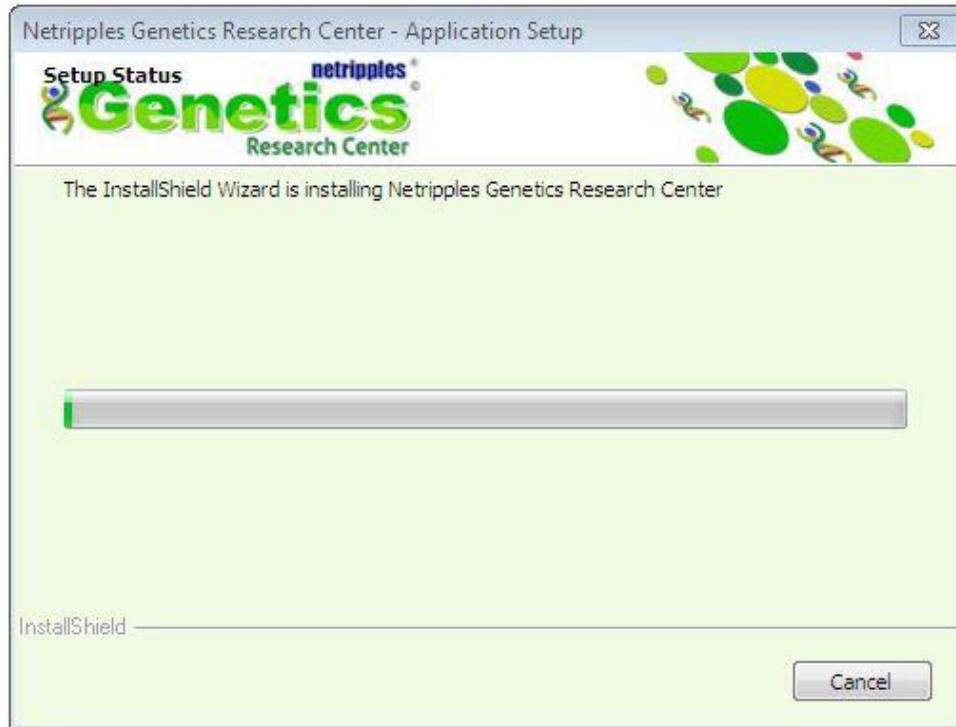 Netripples Genetics Research Center - Application Setup
Setup Status
netripples
Genetics
Research Center
The InstallShield Wizard is installing Netripples Genetics Research Center
InstallShield
Cancel